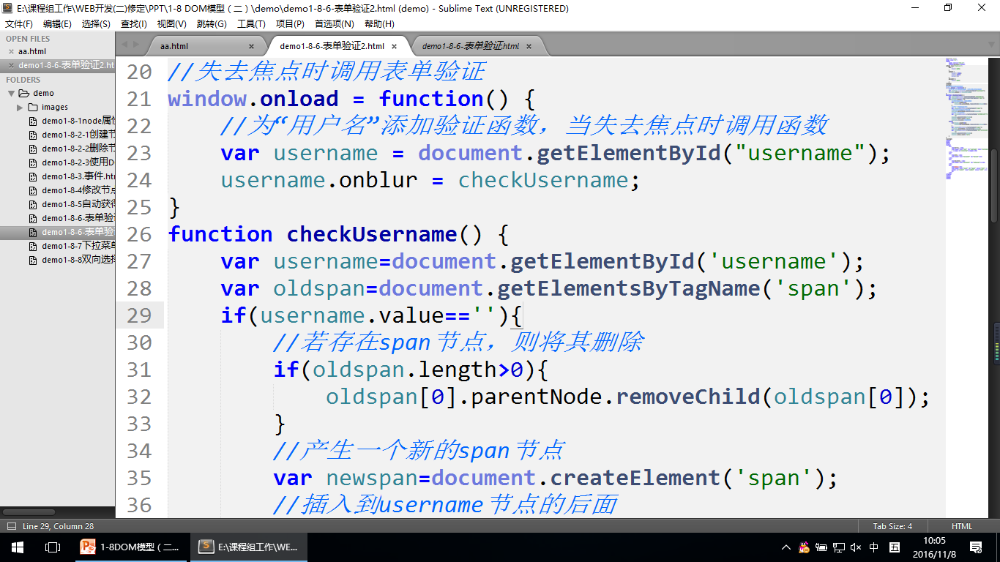 E:\课程组工作\WEB开发(二)修定\PPT\1-8 DOM模型（二）\demo\demo1-8-6-表单验证2.html (demo) - Sublime Text (UNREGISTERED)
文件(F) 编辑(E) 选择(S) 查找(I) 视图(V) 跳转(G) 工具(T) 项目(P) 首选项(N) 帮助(H)
OPEN FILES
aa.html
demo1-8-6-表单验证2.ht
FOLDERS
demo
images
demo1-8-1node属性
demo1-8-2-1创建节
demo1-8-2-2删除节
demo1-8-2-3使用D
demo1-8-3.事件.htm
demo1-8-4修改节点
demo1-8-5自动获得
demo1-8-6-表单验证
demo1-8-6-表单验
demo1-8-7下拉菜单
demo1-8-8双向选择
aa.html
demo1-8-6-表单验证2.html
demo1-8-6-表单验证html
20 //失去焦点时调用表单验证
21 window.onload = function() {
22 //为“用户名”添加验证函数，当失去焦点时调用函数
23 var username = document.getElementById("username");
24 username.onblur = checkUsername;
25 }
26 function checkUsername() {
27 var username=document.getElementById('username');
28 var oldspan=document.getElementsByTagName('span');
29 if(username.value==''){
30 //若存在span节点，则将其删除
31 if(oldspan.length>0){
32 oldspan[0].parentNode.removeChild(oldspan[0]);
33 }
34 //产生一个新的span节点
35 var newspan=document.createElement('span');
36 //插入到username节点的后面
Line 29, Column 28
Tab Size: 4
HTML
1-8DOM模型（二...
E:\课程组工作\WE...
中
五
10:05
2016/11/8